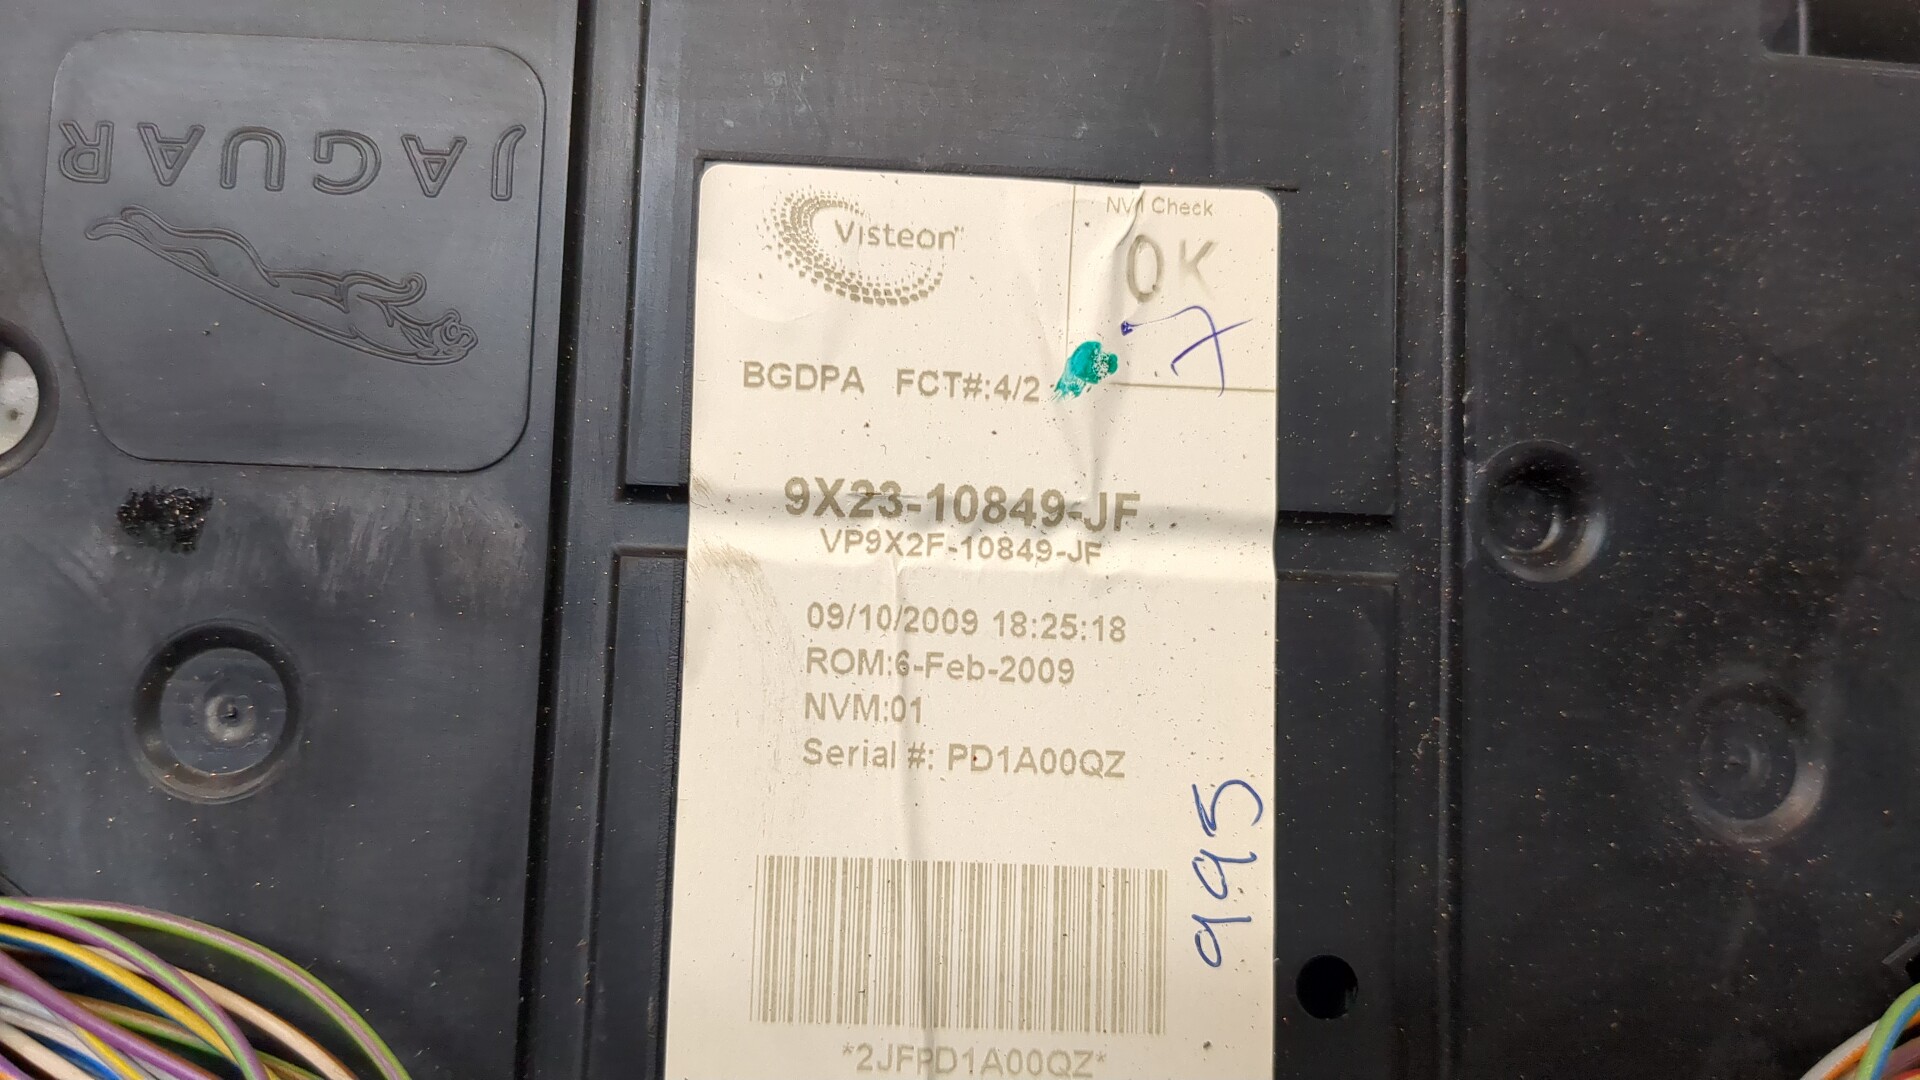 JAGUAR
Visteon
NVM Check
OK
7
BGDPA FCT#:4/2
9X23-10849-JF
VP9X2F-10849-JF
09/10/2009 18:25:18
ROM:6-Feb-2009
NVM:01
Serial #: PD1A00QZ
995
*2JFPD1A00QZ*